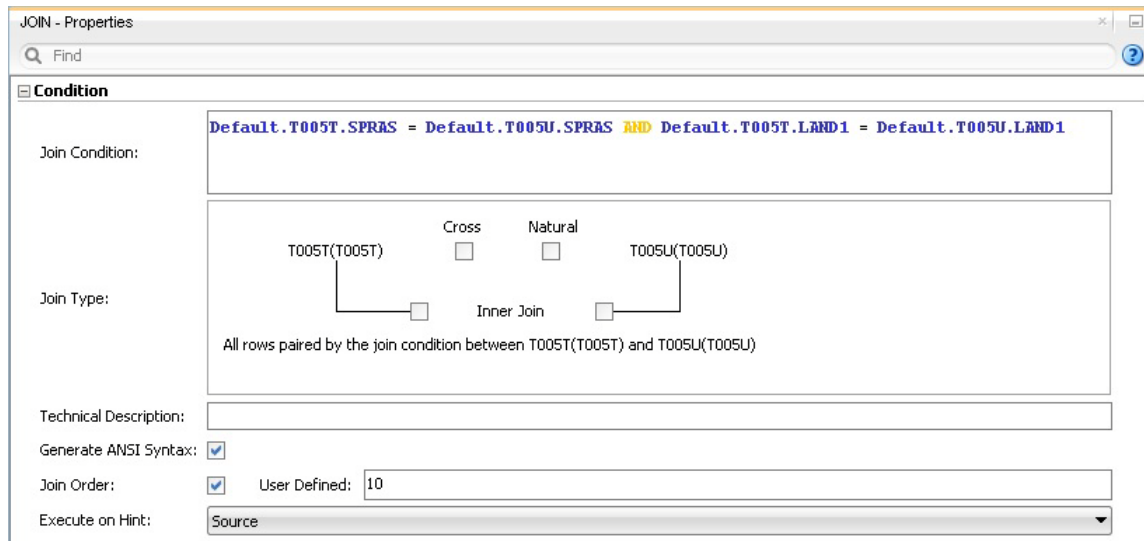 JOIN - Properties
Find
Condition
Join Condition:
Default.T005T.SPRAS = Default.T005U.SPRAS AND Default.T005T.LAND1 = Default.T005U.LAND1
Join Type:
Cross Natural
T005T(T005T) T005U(T005U)
Inner Join
All rows paired by the join condition between T005T(T005T) and T005U(T005U)
Technical Description:
Generate ANSI Syntax:
Join Order: User Defined: 10
Execute on Hint: Source